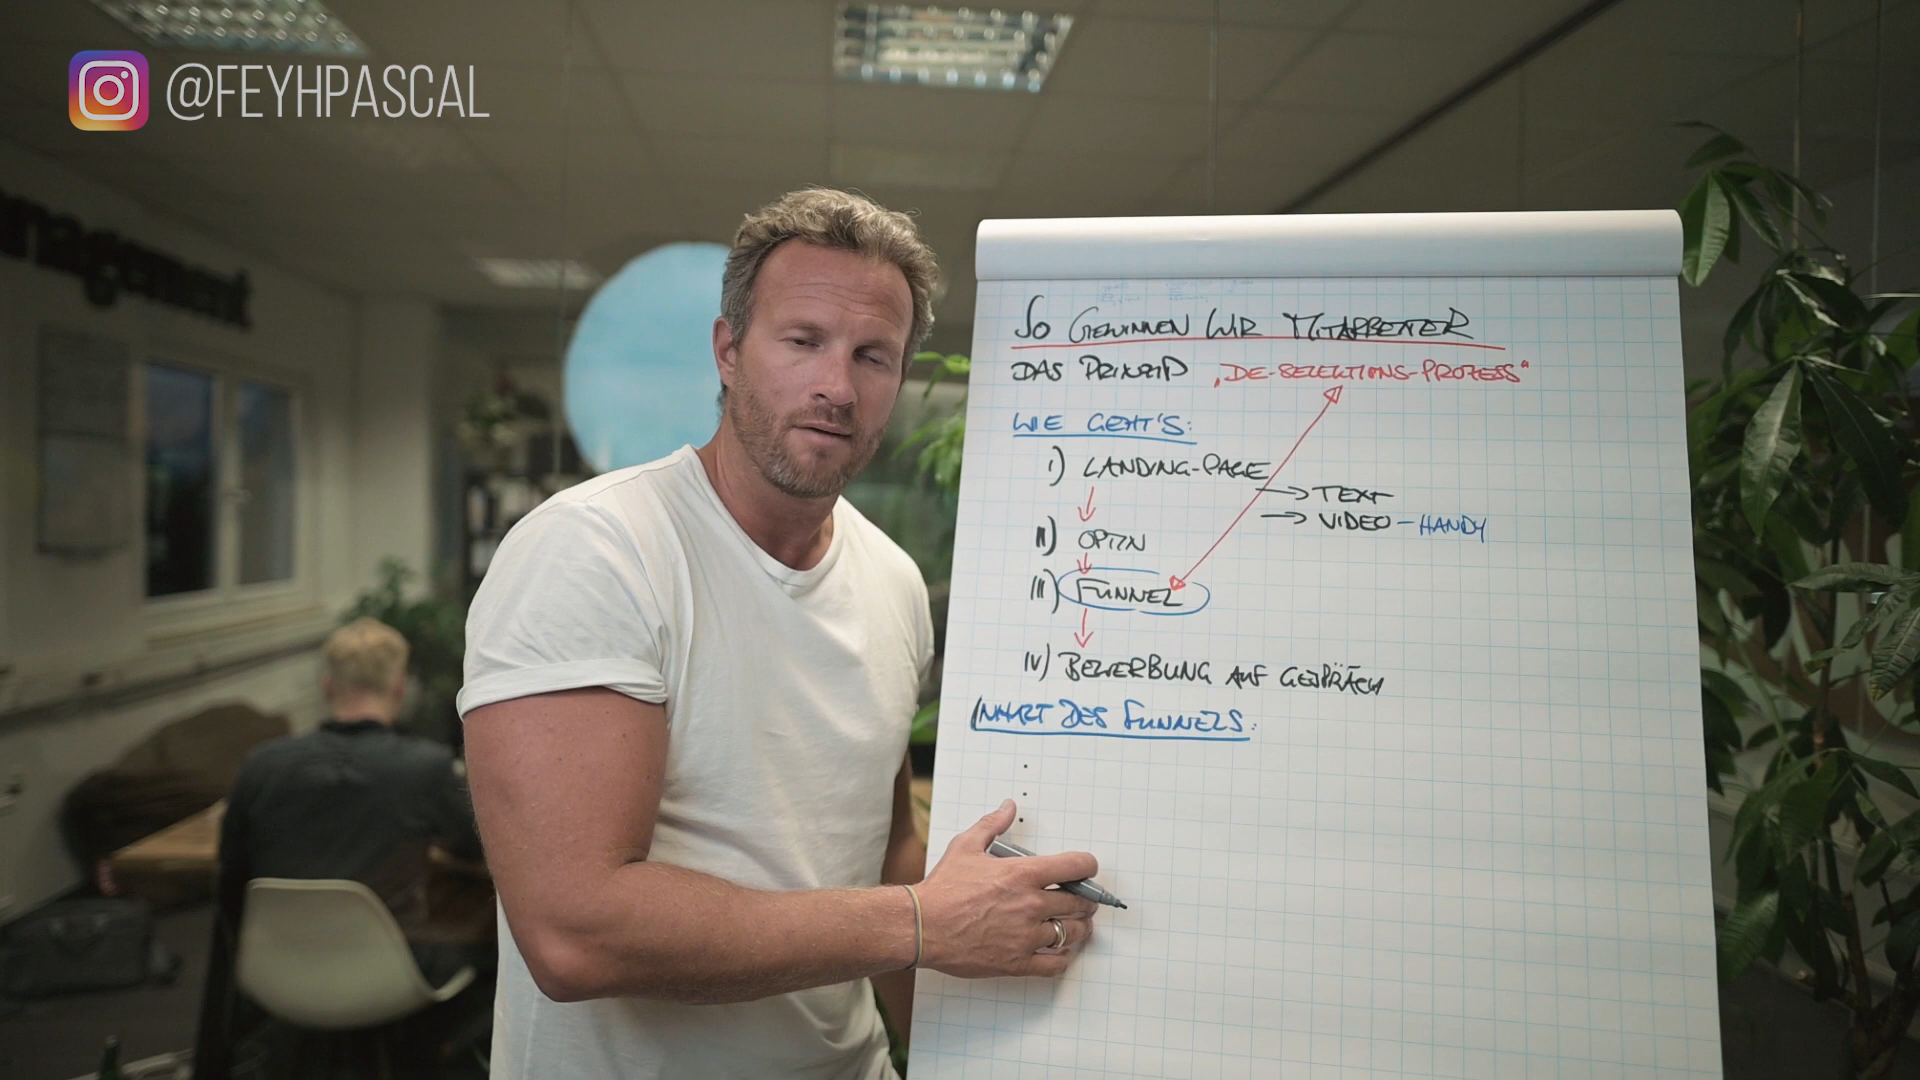 @FEYHPASCAL
nagement
SO GEWINNEN WIR MITARBEITER
DAS PRINZIP „DE-SELEKTIONS-PROZESS"
WIE GEHT'S:
I) LANDING-PAGE
→ TEXT
→ VIDEO - HANDY
II) OPTIN
III) FUNNEL
IV) BEWERBUNG AUF GESPRÄCH
INHALT DES FUNNELS: